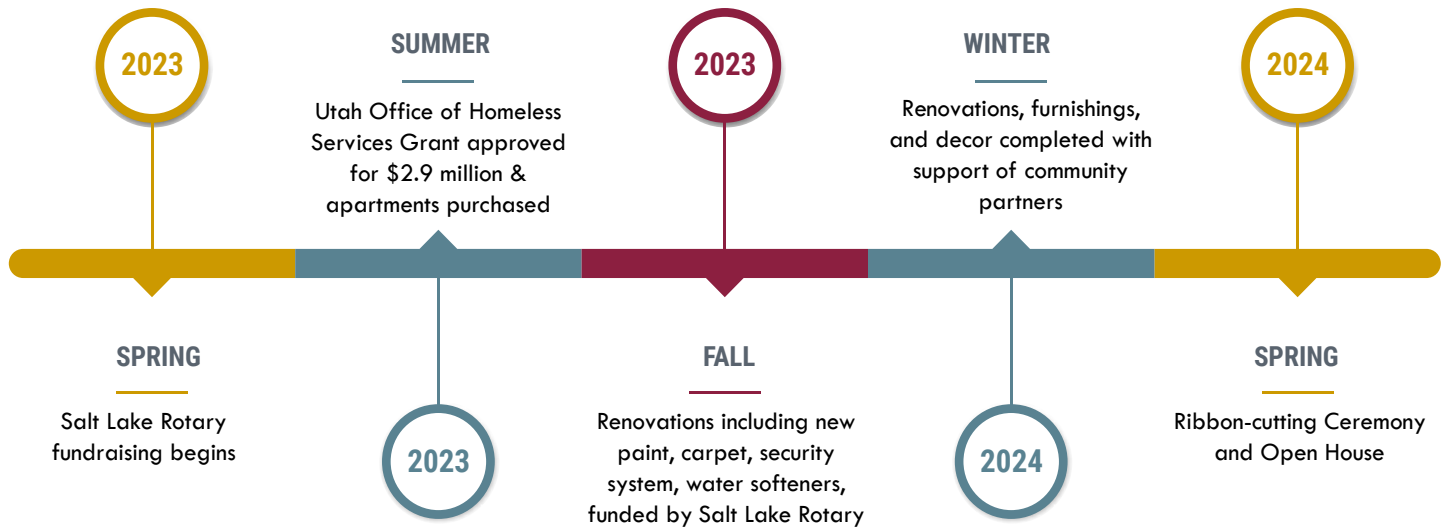 2023
SPRING
Salt Lake Rotary
fundraising begins
SUMMER
Utah Office of Homeless
Services Grant approved
for $2.9 million &
apartments purchased
2023
2023
FALL
Renovations including new
paint, carpet, security
system, water softeners,
funded by Salt Lake Rotary
WINTER
Renovations, furnishings,
and decor completed with
support of community
partners
2024
2024
SPRING
Ribbon-cutting Ceremony
and Open House